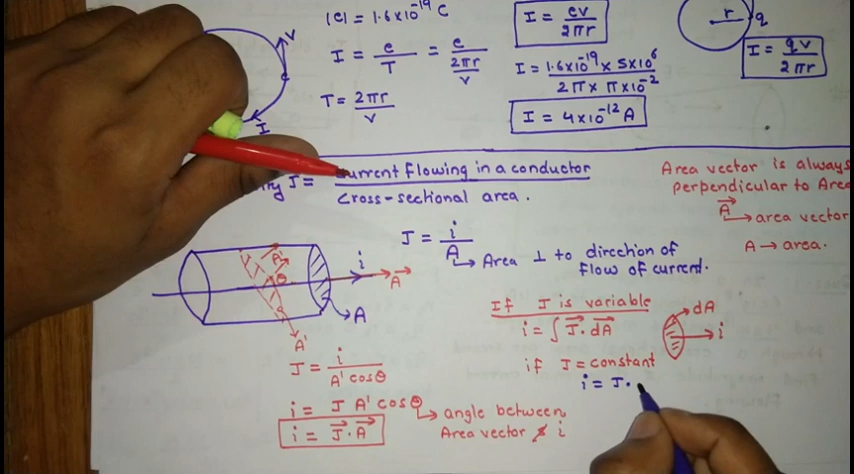 |e| = 1.6×10⁻¹⁹ C
I = e/T = e/(2πr/v)
T = 2πr/v
V
I
I = ev/2πr
I = 1.6×10⁻¹⁹ × 5×10⁶ / 2π × π×10⁻²
I = 4×10⁻¹² A
r
q
I = qv/2πr
J = Current flowing in a conductor
Cross-sectional area.
Area vector is always
perpendicular to Area
A⃗ → area vector
A → area.
J = i/A
Area ⊥ to direction of
flow of current.
A
θ
i
A⃗
A
A'
J = i/A' cosθ
i = J A' cosθ
angle between
Area vector & i
i = J⃗·A⃗
If J is variable
i = ∫ J⃗·dA⃗
dA
i
if J = constant
i = J·